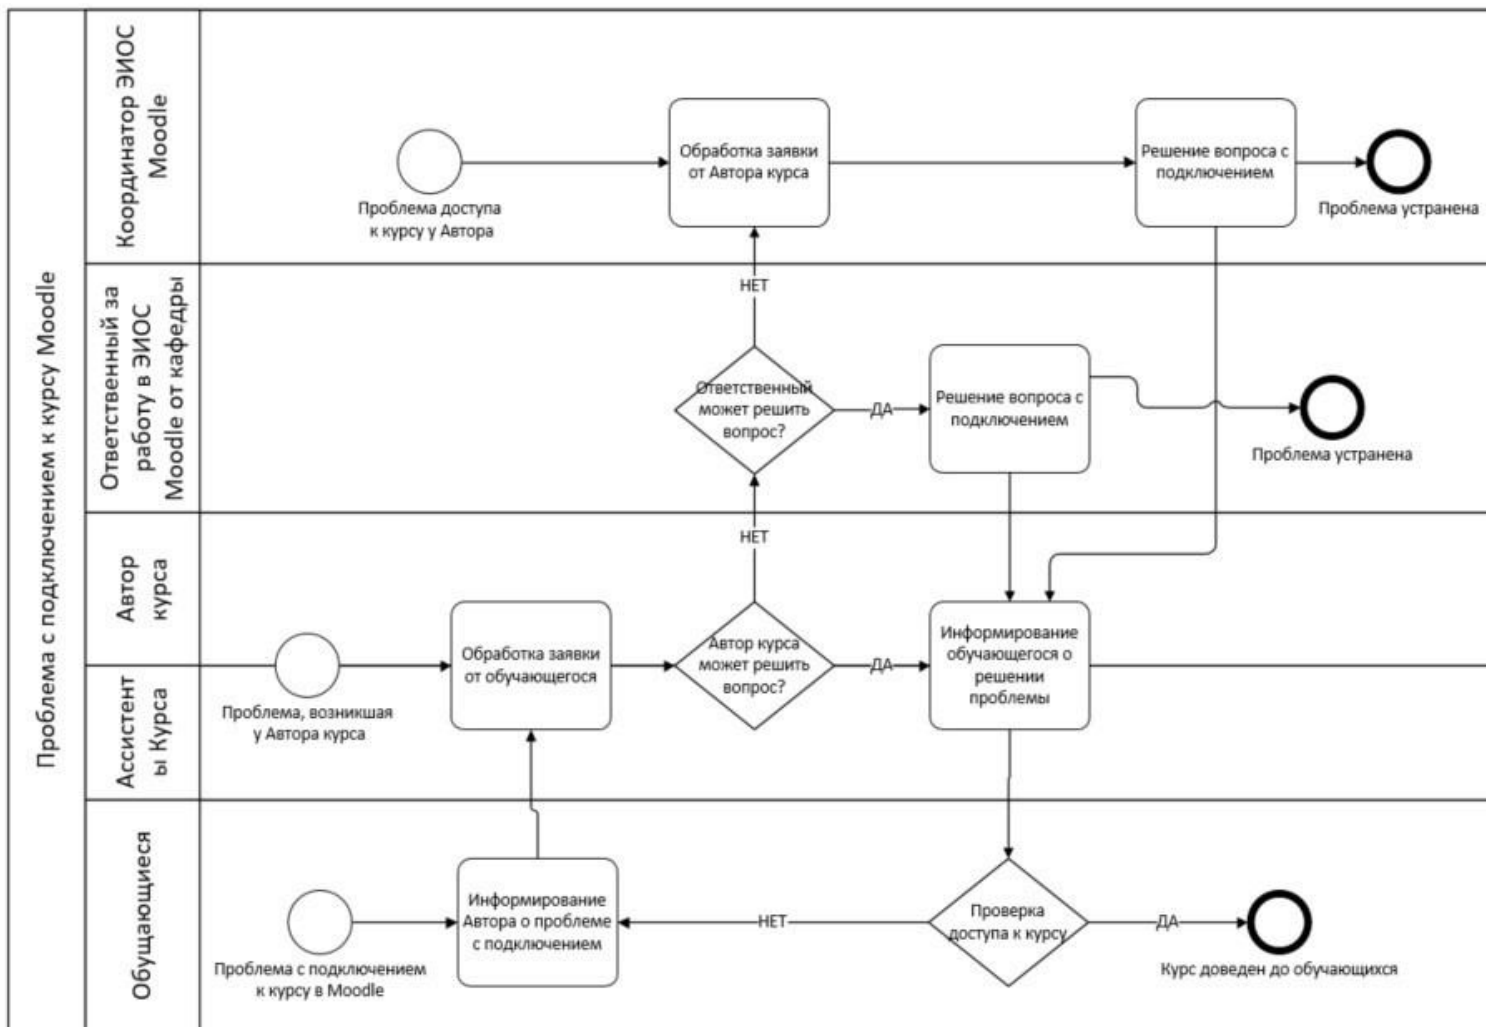 Проблема с подключением к курсу Moodle
Координатор ЭИОС
Moodle
Проблема доступа
к курсу у Автора
Обработка заявки
от Автора курса
Решение вопроса с
подключением
Проблема устранена
Ответственный за
работу в ЭИОС
Moodle от кафедры
НЕТ
Ответственный
может решить
вопрос?
ДА
Решение вопроса с
подключением
Проблема устранена
Автор
курса
НЕТ
Ассистент
ы Курса
Проблема, возникшая
у Автора курса
Обработка заявки
от обучающегося
Автор курса
может решить
вопрос?
ДА
Информирование
обучающегося о
решении
проблемы
Обущающиеся
Проблема с подключением
к курсу в Moodle
Информирование
Автора о проблеме
с подключением
НЕТ
Проверка
доступа к курсу
ДА
Курс доведен до обучающихся